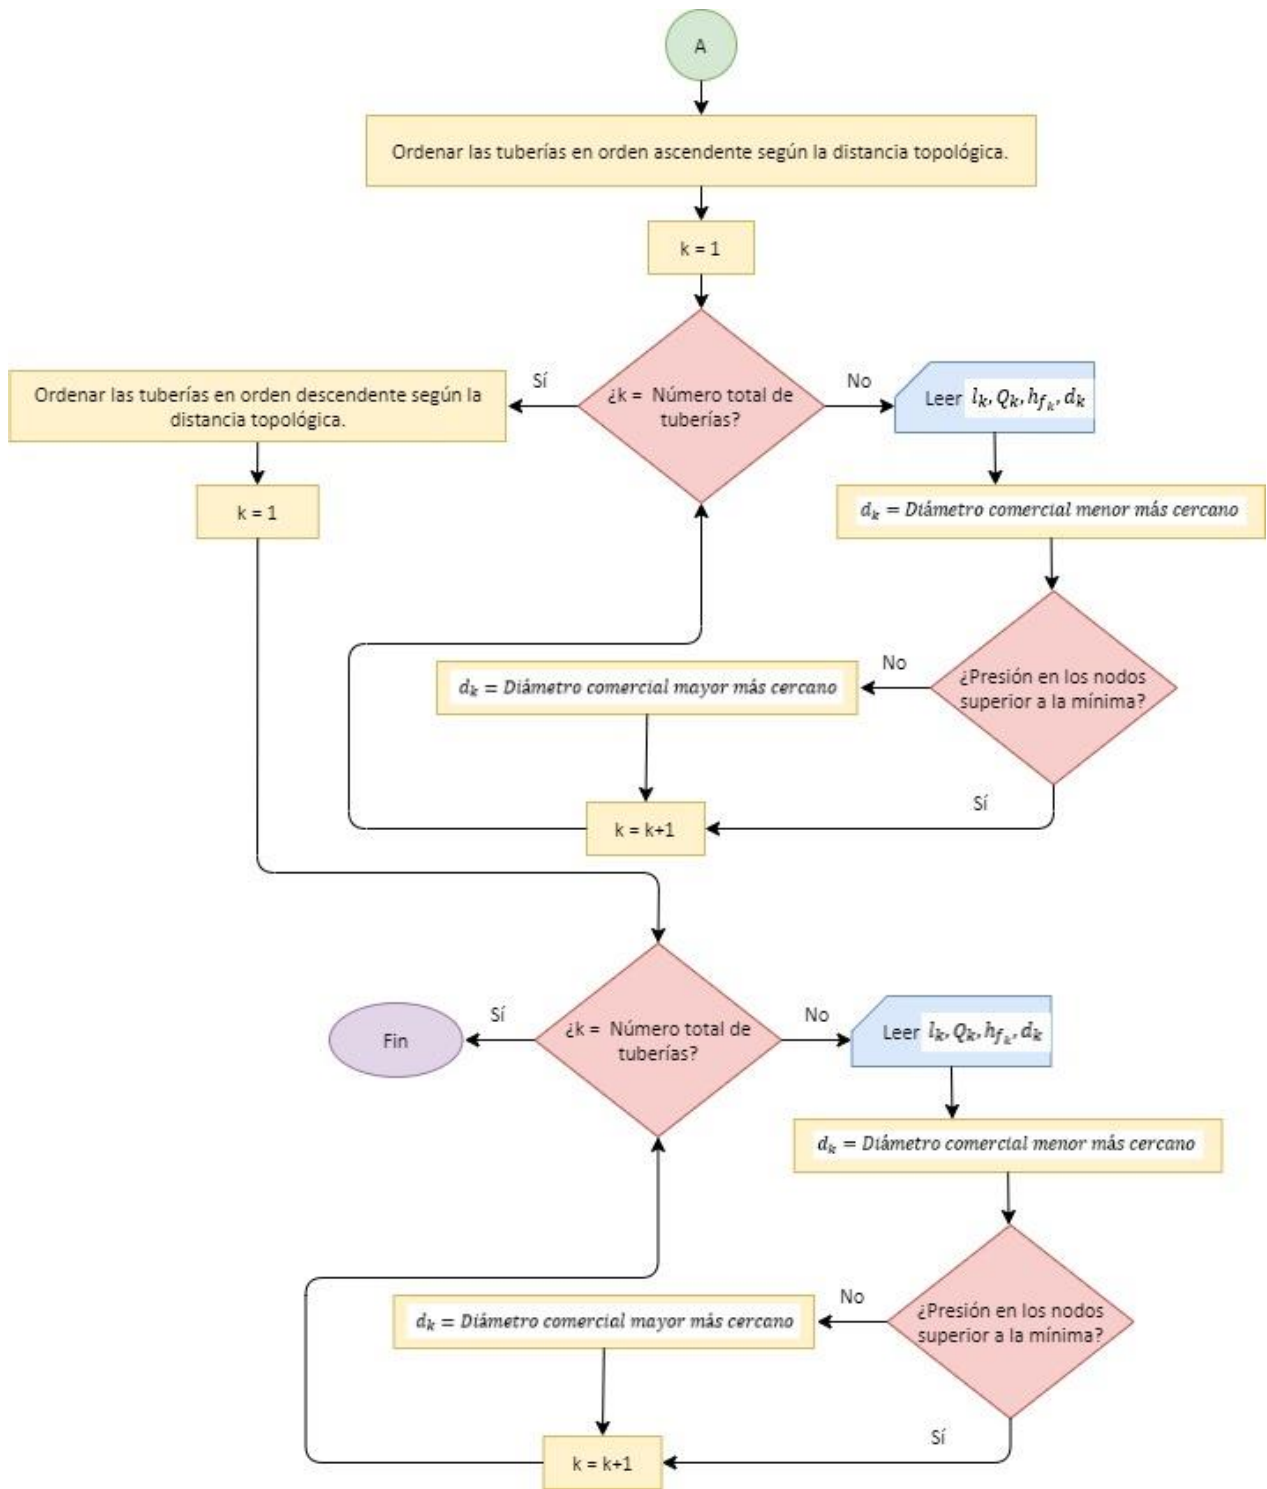 A
Ordenar las tuberías en orden ascendente según la distancia topológica.
k = 1
¿k = Número total de
tuberías?
Sí
No
Ordenar las tuberías en orden descendente según la
distancia topológica.
k = 1
Leer l_k, Q_k, h_{f_k}, d_k
d_k = Diámetro comercial menor más cercano
¿Presión en los nodos
superior a la mínima?
No
Sí
d_k = Diámetro comercial mayor más cercano
k = k+1
¿k = Número total de
tuberías?
Sí
No
Fin
Leer l_k, Q_k, h_{f_k}, d_k
d_k = Diámetro comercial menor más cercano
¿Presión en los nodos
superior a la mínima?
No
Sí
d_k = Diámetro comercial mayor más cercano
k = k+1